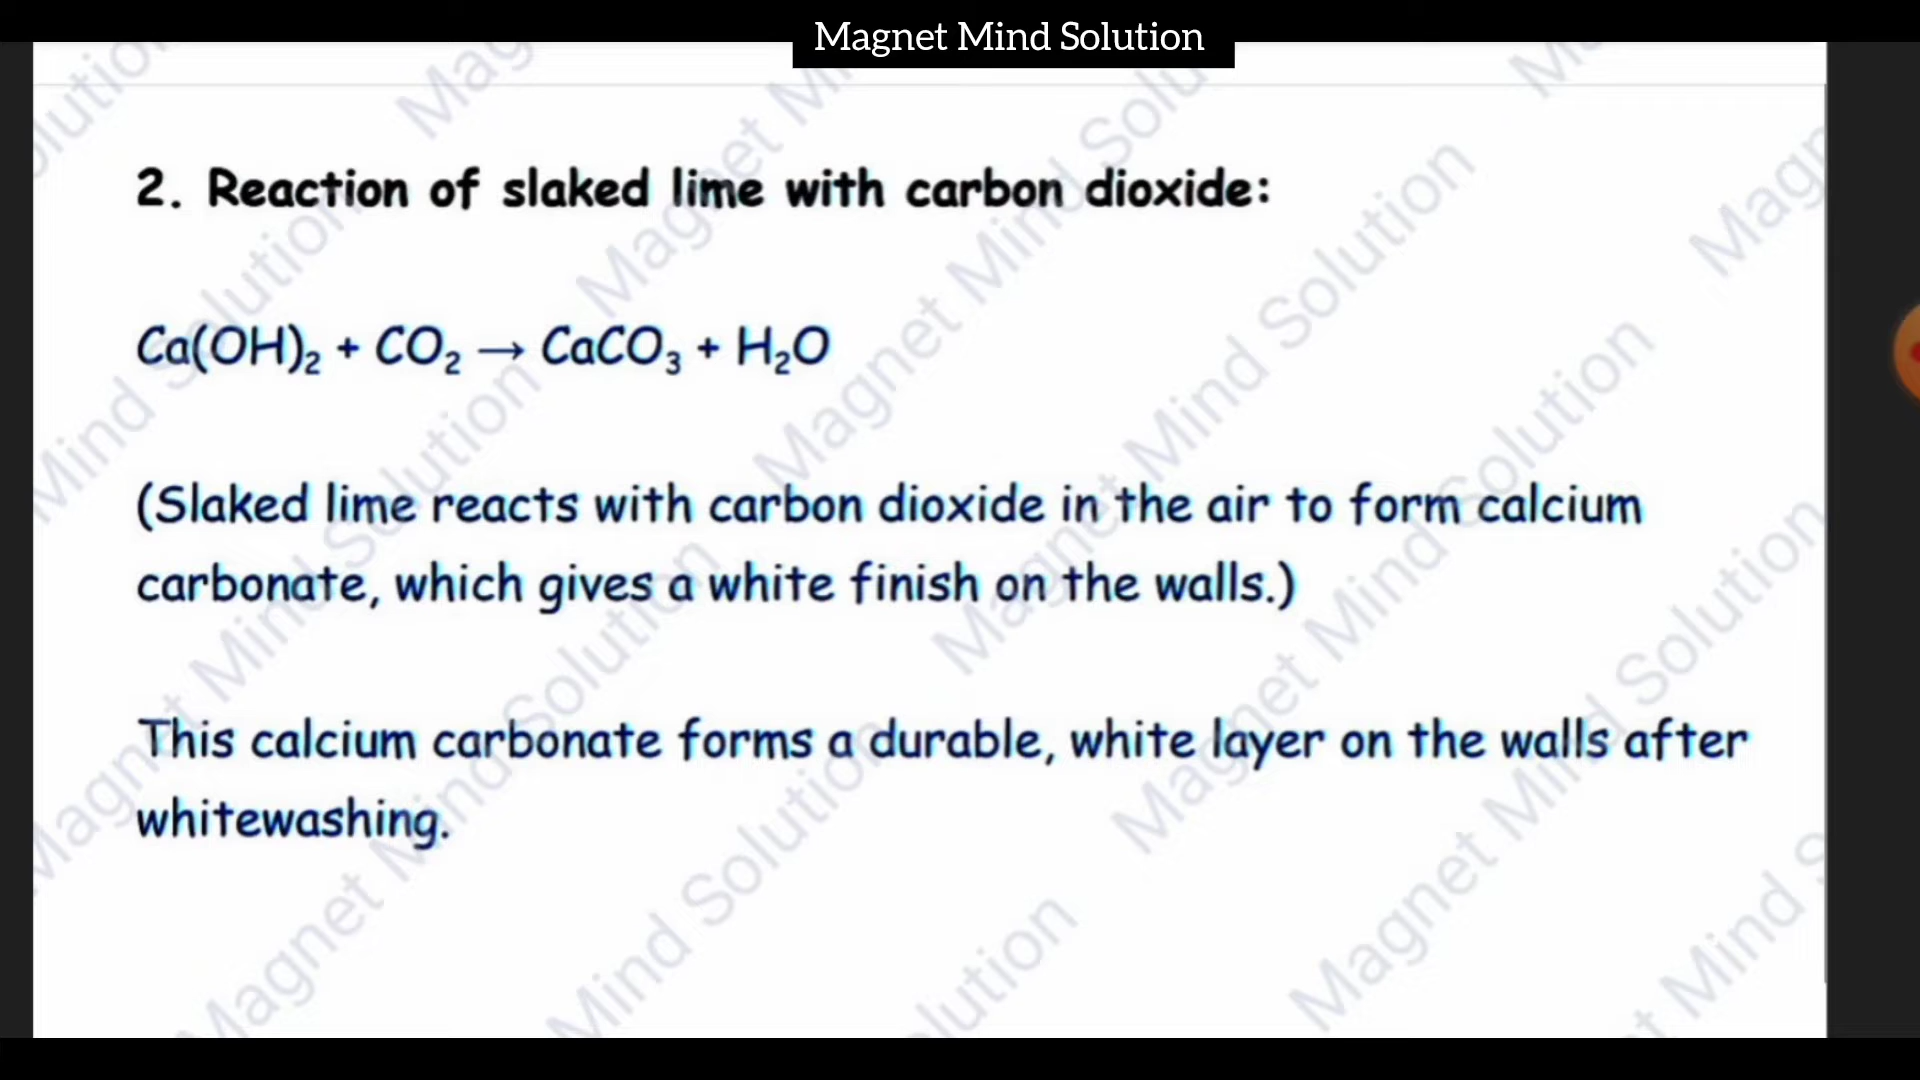 Magnet Mind Solution
2. Reaction of slaked lime with carbon dioxide:
Ca(OH)₂ + CO₂ → CaCO₃ + H₂O
(Slaked lime reacts with carbon dioxide in the air to form calcium
carbonate, which gives a white finish on the walls.)
This calcium carbonate forms a durable, white layer on the walls after
whitewashing.